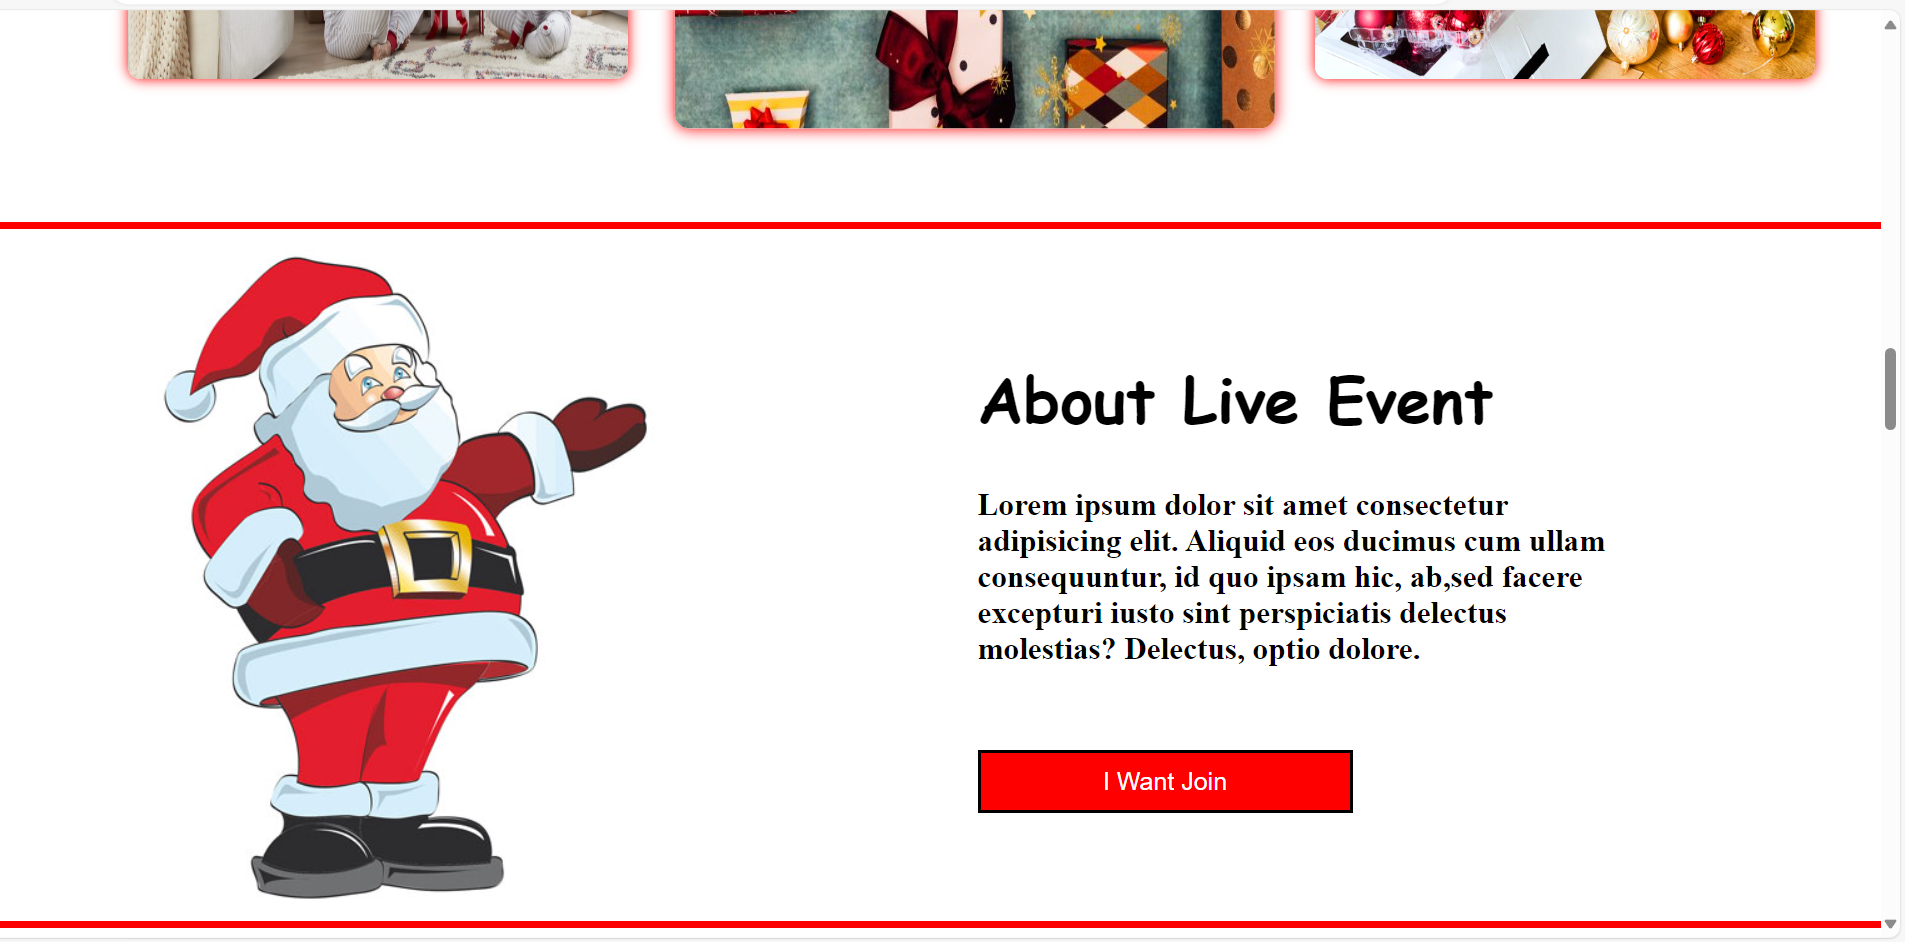 About Live Event
Lorem ipsum dolor sit amet consectetur
adipisicing elit. Aliquid eos ducimus cum ullam
consequuntur, id quo ipsam hic, ab,sed facere
excepturi iusto sint perspiciatis delectus
molestias? Delectus, optio dolore.
I Want Join